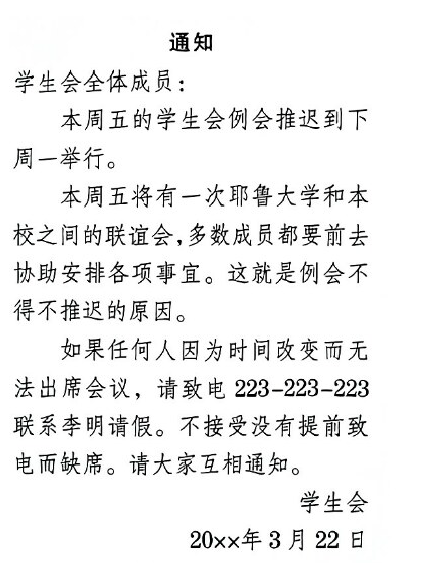 通知
学生会全体成员：
本周五的学生会例会推迟到下
周一举行。
本周五将有一次耶鲁大学和本
校之间的联谊会，多数成员都要前去
协助安排各项事宜。这就是例会不
得不推迟的原因。
如果任何人因为时间改变而无
法出席会议，请致电 223-223-223
联系李明请假。不接受没有提前致
电而缺席。请大家互相通知。
学生会
20××年 3 月 22 日